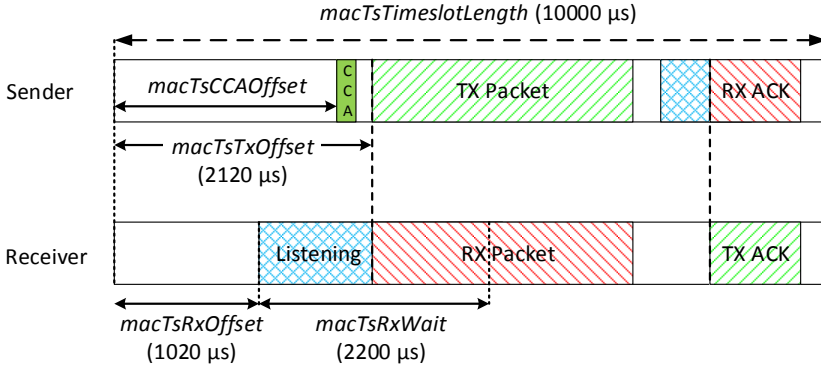 macTsTimeslotLength (10000 µs)
Sender
macTsCCAOffset
C
C
A
TX Packet
RX ACK
macTsTxOffset
(2120 µs)
Receiver
Listening
RX Packet
TX ACK
macTsRxOffset
(1020 µs)
macTsRxWait
(2200 µs)